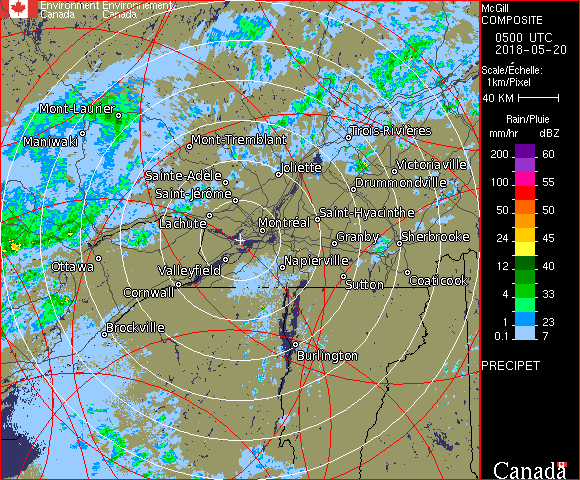 Environment Environnement
Canada Canada
McGill
COMPOSITE
0500 UTC
2018-05-20
Scale/Échelle:
1km/Pixel
40 KM
Rain/Pluie
mm/hr dBZ
200 60
100 55
50 50
24 45
12 40
4 33
1 23
0.1 7
PRECIPET
Canada
Mont-Laurier
Maniwaki
Mont-Tremblant
Trois-Rivières
Sainte-Adèle
Joliette
Victoriaville
Saint-Jérôme
Drummondville
Lachute
Montréal
Saint-Hyacinthe
Granby
Sherbrooke
Ottawa
Valleyfield
Napierville
Cornwall
Sutton
Coaticook
Brockville
Burlington